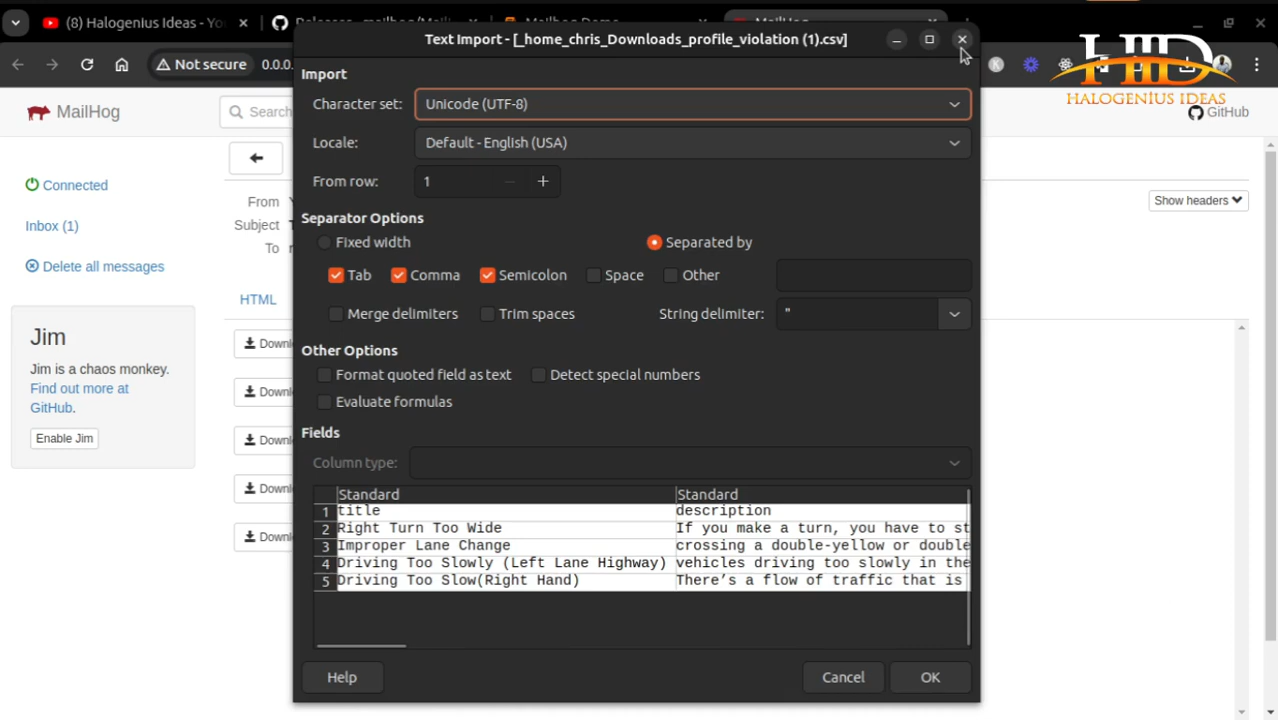 (8) Halogenius Ideas - Yo
MailHog
Text Import - [_home_chris_Downloads_profile_violation (1).csv]
Not secure
0.0.0.
HID
HALOGENIUS IDEAS
MailHog
Search
GitHub
Connected
Inbox (1)
Delete all messages
From
Subject
To
Show headers
HTML
Jim
Jim is a chaos monkey.
Find out more at
GitHub.
Enable Jim
Downl
Downl
Downl
Downl
Downl
Import
Character set:
Unicode (UTF-8)
Locale:
Default - English (USA)
From row:
1
Separator Options
Fixed width
Separated by
Tab
Comma
Semicolon
Space
Other
Merge delimiters
Trim spaces
String delimiter:
"
Other Options
Format quoted field as text
Detect special numbers
Evaluate formulas
Fields
Column type:
Standard Standard
1 title description
2 Right Turn Too Wide If you make a turn, you have to st
3 Improper Lane Change crossing a double-yellow or double
4 Driving Too Slowly (Left Lane Highway) vehicles driving too slowly in the
5 Driving Too Slow(Right Hand) There's a flow of traffic that is
Help
Cancel
OK